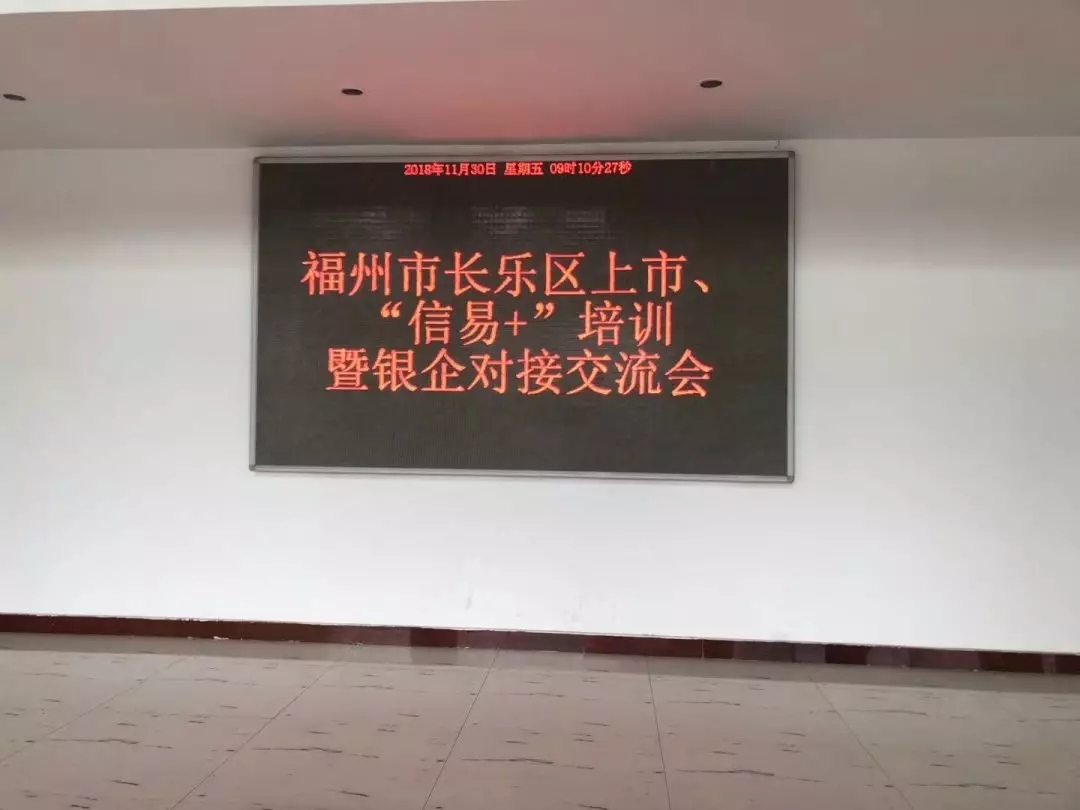 2018年11月30日 星期五 09时10分27秒
福州市长乐区上市、
“信易+”培训
暨银企对接交流会